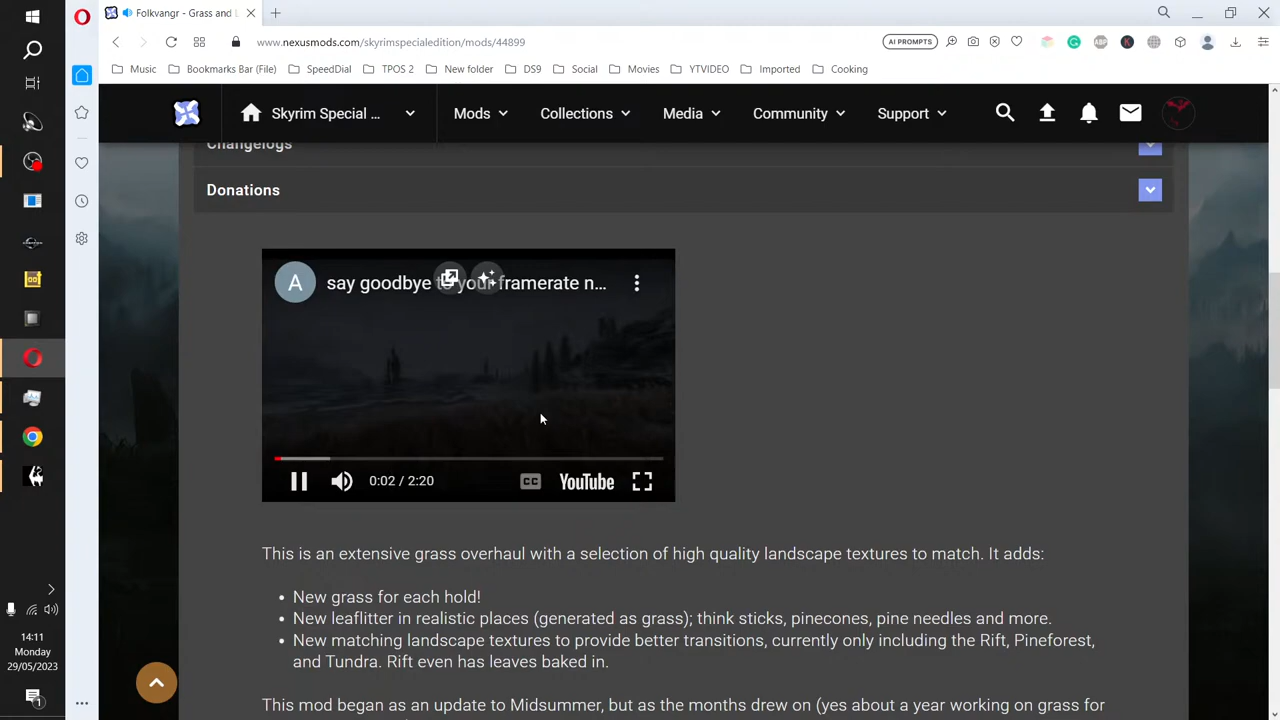 Folkvangr - Grass and L
www.nexusmods.com/skyrimspecialedition/mods/44899
AI PROMPTS
Music
Bookmarks Bar (File)
SpeedDial
TPOS 2
New folder
DS9
Social
Movies
YTVIDEO
Imported
Cooking
Skyrim Special ...
Mods
Collections
Media
Community
Support
Changelogs
Donations
A
say goodbye to your framerate n...
0:02 / 2:20
CC
YouTube
This is an extensive grass overhaul with a selection of high quality landscape textures to match. It adds:
• New grass for each hold!
• New leaflitter in realistic places (generated as grass); think sticks, pinecones, pine needles and more.
• New matching landscape textures to provide better transitions, currently only including the Rift, Pineforest,
and Tundra. Rift even has leaves baked in.
This mod began as an update to Midsummer, but as the months drew on (yes about a year working on grass for
14:11
Monday
29/05/2023
1